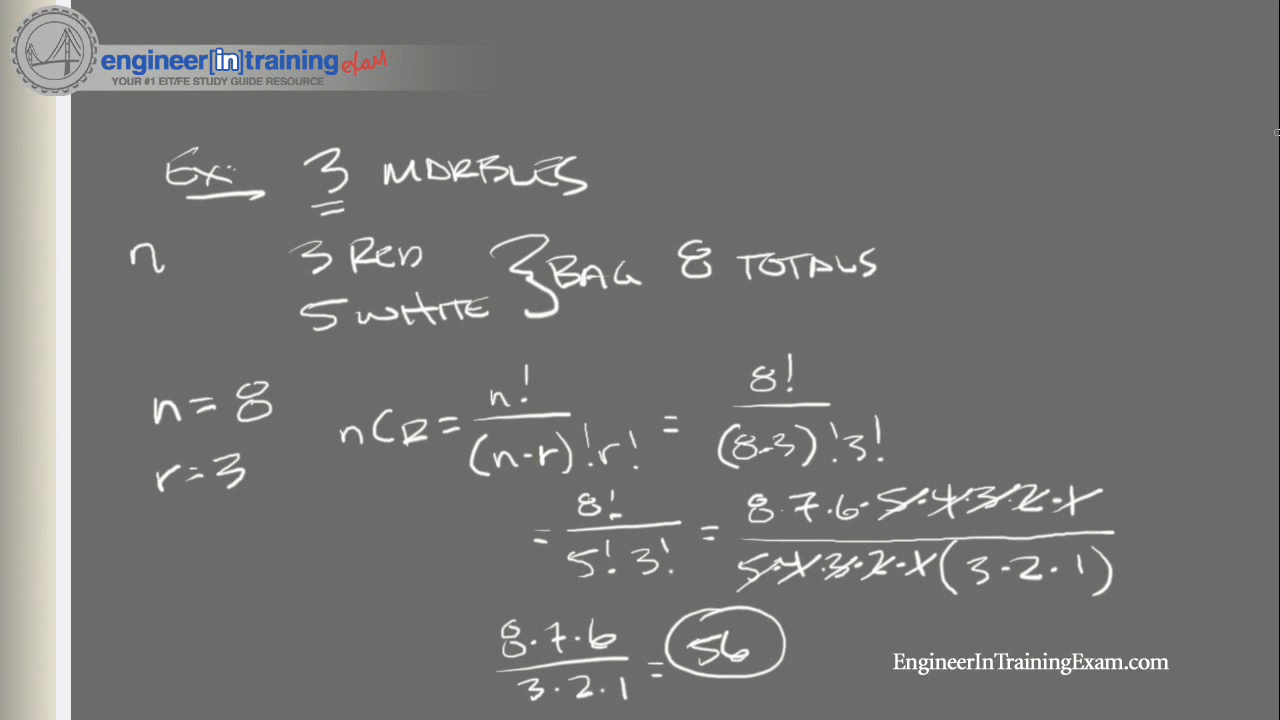 engineer[in]training exam
YOUR #1 EIT/FE STUDY GUIDE RESOURCE
Ex: 3 MARBLES
n 3 RED } BAG 8 TOTALS
5 WHITE
n = 8 nCR = n! / (n-r)! r! = 8! / (8-3)! 3!
r = 3
= 8! / 5! 3! = 8·7·6·5·4·3·2·1 / 5·4·3·2·1(3·2·1)
8·7·6 / 3·2·1 = 56
EngineerInTrainingExam.com